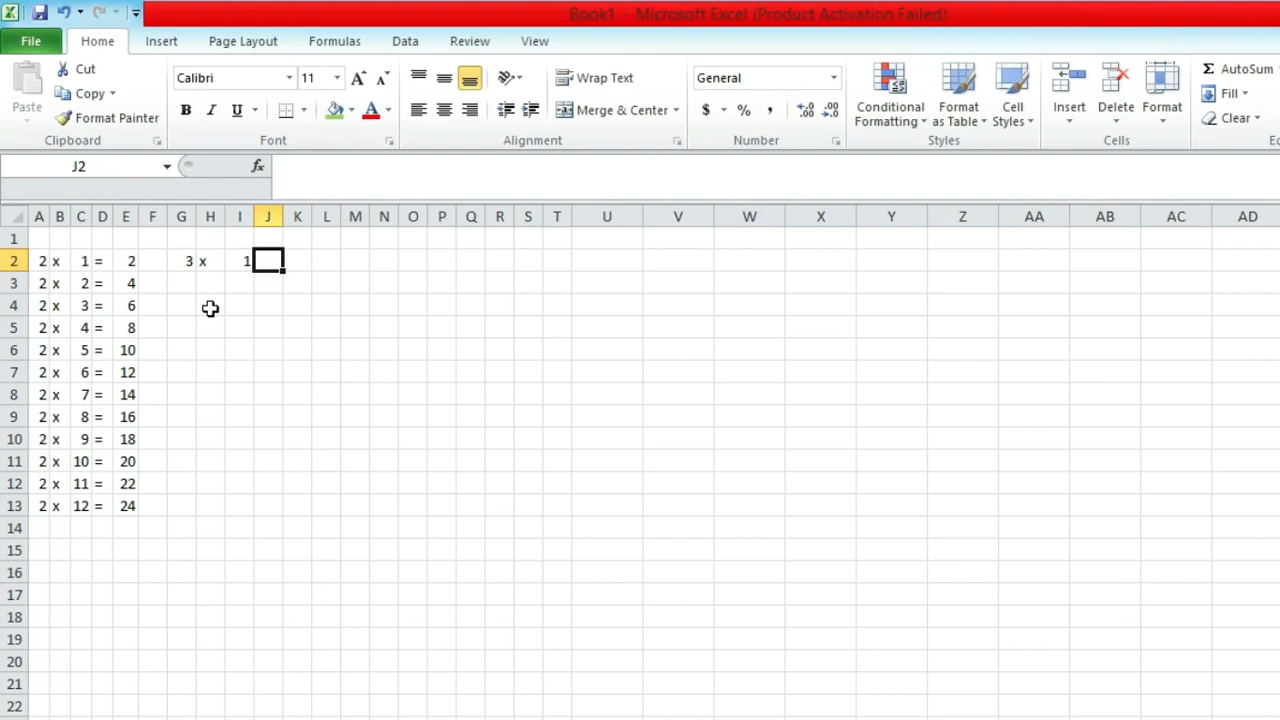 Book1 - Microsoft Excel (Product Activation Failed)
File Home Insert Page Layout Formulas Data Review View
Paste
Cut
Copy
Format Painter
Clipboard
Calibri 11
B I U A
Font
Wrap Text
Merge & Center
Alignment
General
$ % , .0 .00 .00 .0
Number
Conditional Formatting
Format as Table
Cell Styles
Styles
Insert Delete Format
Cells
Σ AutoSum
Fill
Clear
J2 fx
A B C D E F G H I J K L M N O P Q R S T U V W X Y Z AA AB AC AD
1
2 2 x 1 = 2 3 x 1
3 2 x 2 = 4
4 2 x 3 = 6
5 2 x 4 = 8
6 2 x 5 = 10
7 2 x 6 = 12
8 2 x 7 = 14
9 2 x 8 = 16
10 2 x 9 = 18
11 2 x 10 = 20
12 2 x 11 = 22
13 2 x 12 = 24
14
15
16
17
18
19
20
21
22